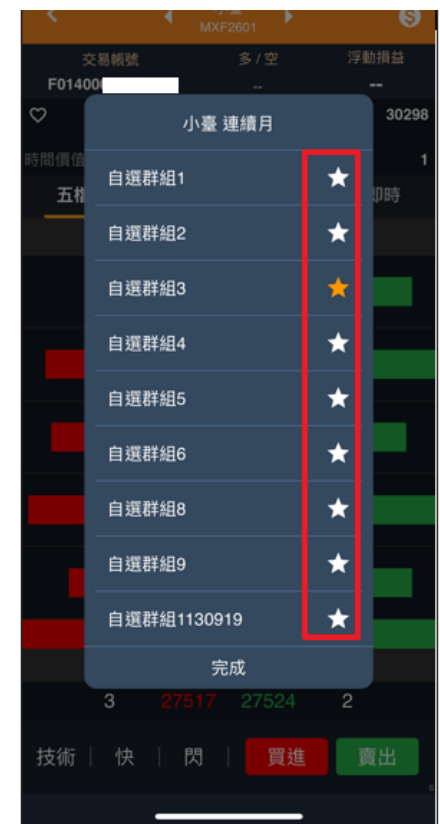 小臺
MXF2601
交易帳號 多 / 空 浮動損益
F01400 -- --
30298
時間價值 1
五檔 即時
小臺 連續月
自選群組1
自選群組2
自選群組3
自選群組4
自選群組5
自選群組6
自選群組8
自選群組9
自選群組1130919
完成
3 27517 27524 2
技術 快 閃 買進 賣出